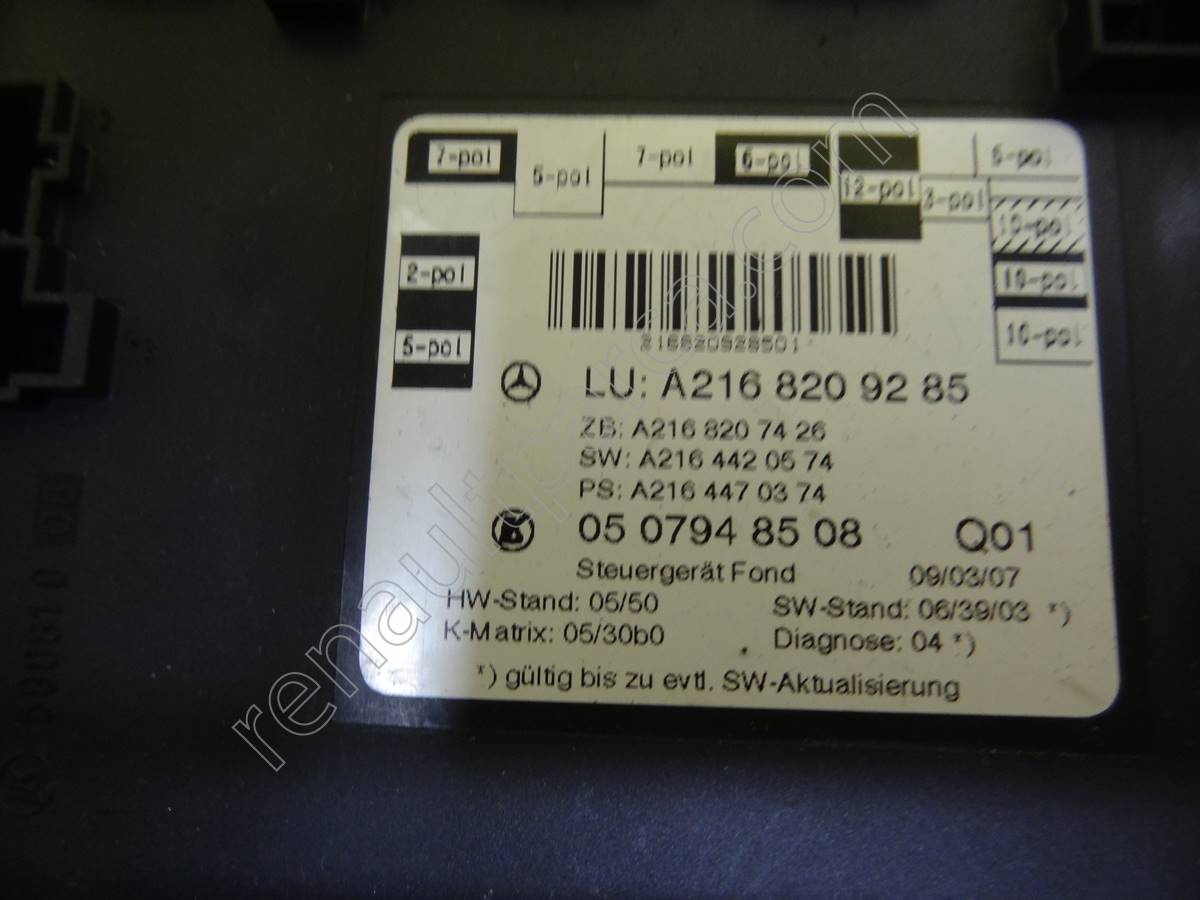 7-pol
5-pol
7-pol
6-pol
12-pol
3-pol
6-pol
10-pol
10-pol
10-pol
2-pol
5-pol
216820928501
LU: A216 820 92 85
ZB: A216 820 74 26
SW: A216 442 05 74
PS: A216 447 03 74
05 0794 85 08 Q01
Steuergerät Fond 09/03/07
HW-Stand: 05/50 SW-Stand: 06/39/03 *)
K-Matrix: 05/30b0 Diagnose: 04 *)
*) gültig bis zu evtl. SW-Aktualisierung
renaultpreda.com